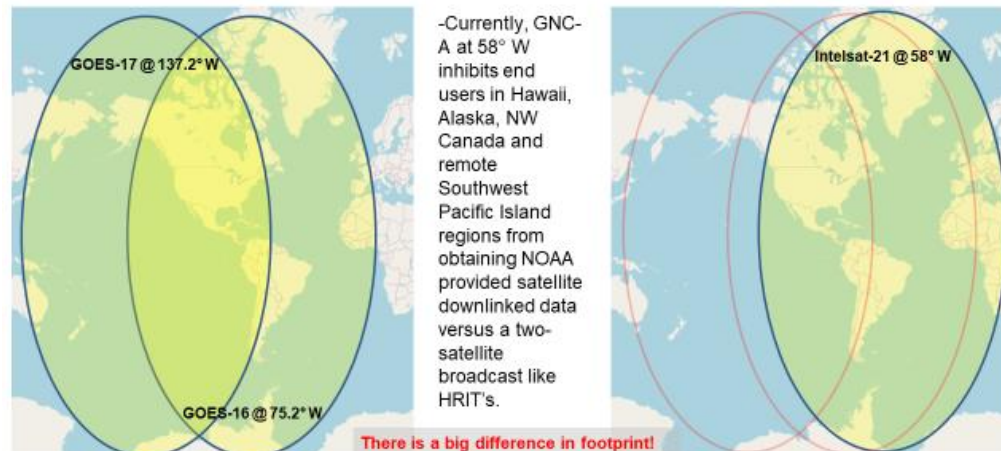 GOES-17 @ 137.2° W
GOES-16 @ 75.2° W
-Currently, GNC-
A at 58° W
inhibits end
users in Hawaii,
Alaska, NW
Canada and
remote
Southwest
Pacific Island
regions from
obtaining NOAA
provided satellite
downlinked data
versus a two-
satellite
broadcast like
HRIT's.
Intelsat-21 @ 58° W
There is a big difference in footprint!